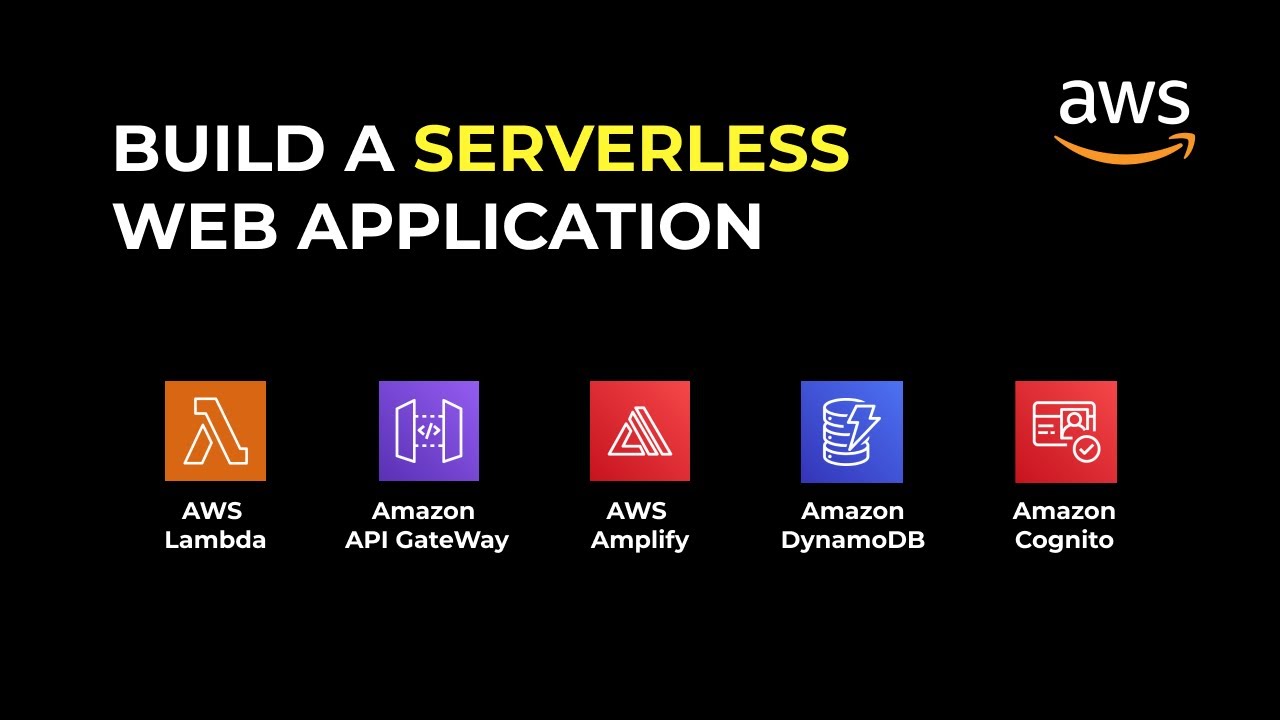 BUILD A SERVERLESS
WEB APPLICATION
aws
AWS
Lambda
Amazon
API GateWay
AWS
Amplify
Amazon
DynamoDB
Amazon
Cognito